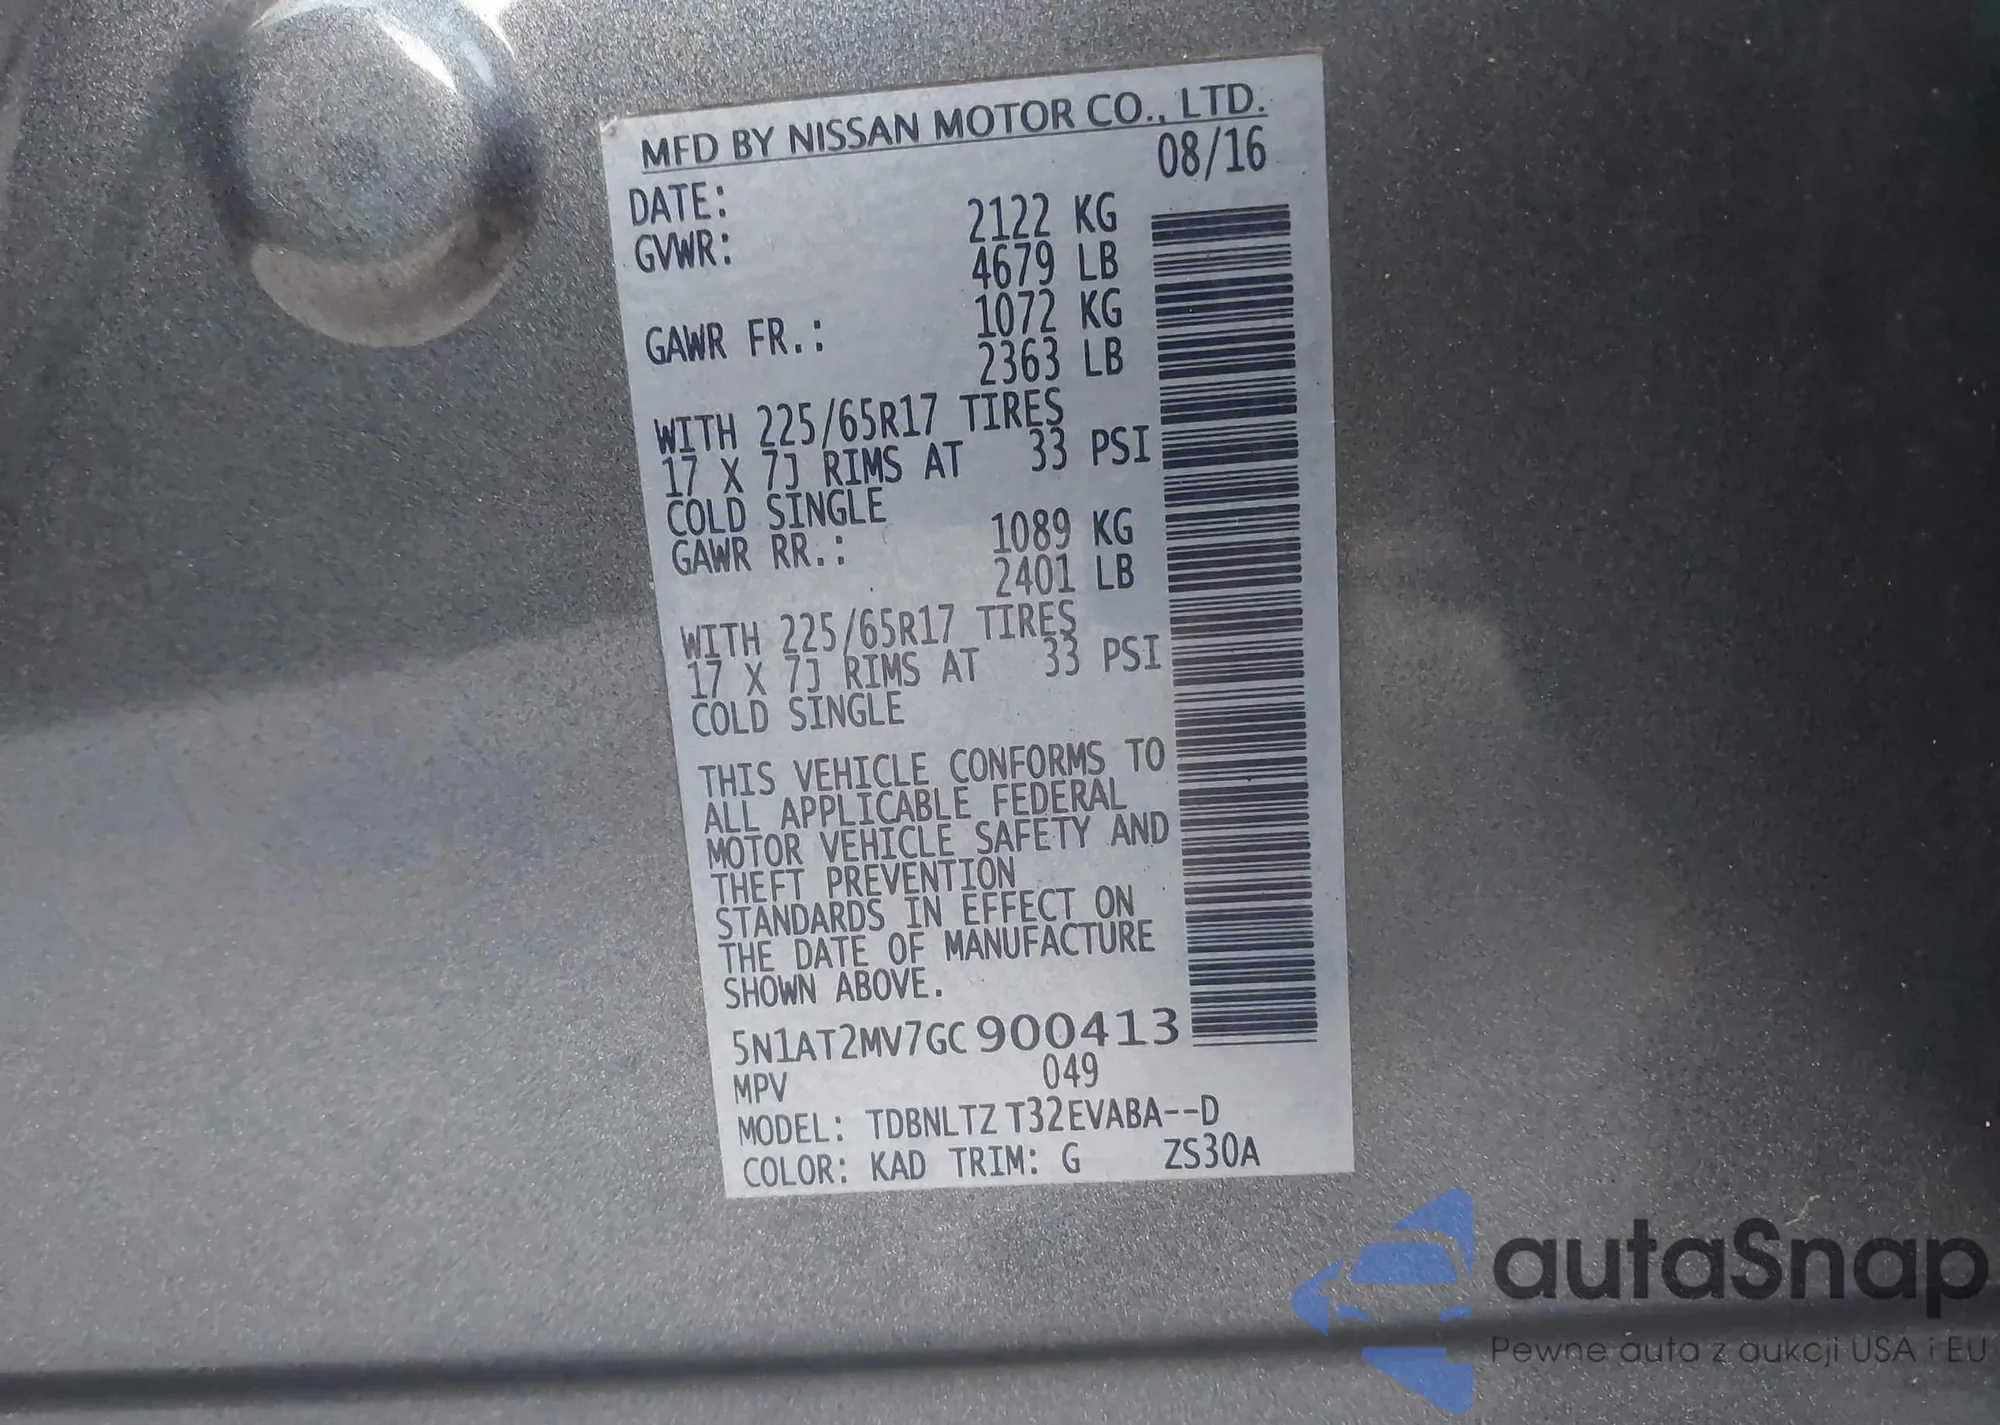 MFD BY NISSAN MOTOR CO., LTD.
DATE: 08/16
GVWR: 2122 KG
4679 LB
GAWR FR.: 1072 KG
2363 LB
WITH 225/65R17 TIRES
17 X 7J RIMS AT 33 PSI
COLD SINGLE
GAWR RR.: 1089 KG
2401 LB
WITH 225/65R17 TIRES
17 X 7J RIMS AT 33 PSI
COLD SINGLE
THIS VEHICLE CONFORMS TO
ALL APPLICABLE FEDERAL
MOTOR VEHICLE SAFETY AND
THEFT PREVENTION
STANDARDS IN EFFECT ON
THE DATE OF MANUFACTURE
SHOWN ABOVE.
5N1AT2MV7GC900413
MPV 049
MODEL: TDBNLTZ T32EVABA--D
COLOR: KAD TRIM: G ZS30A
autaSnap
Pewne auta z aukcji USA i EU